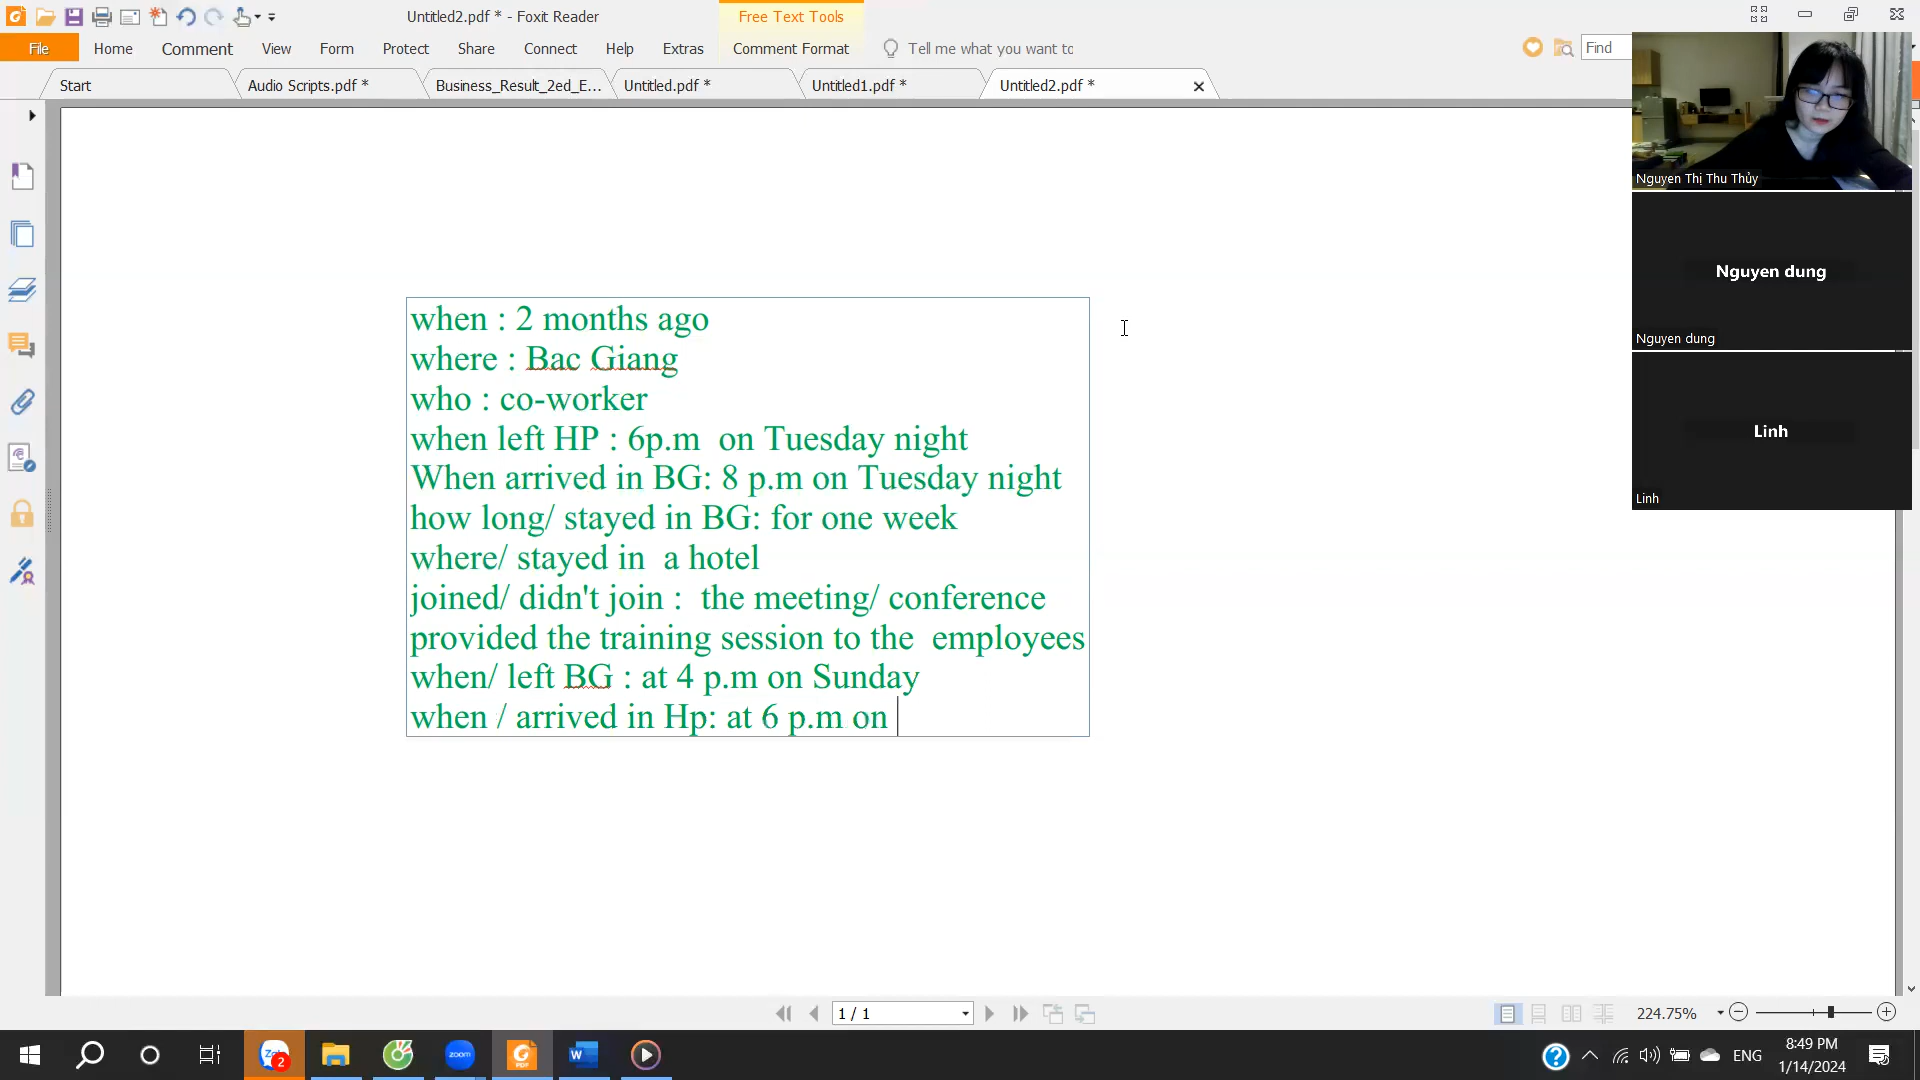 Untitled2.pdf * - Foxit Reader
Free Text Tools
File Home Comment View Form Protect Share Connect Help Extras Comment Format Tell me what you want to Find
Start Audio Scripts.pdf * Business_Result_2ed_E... Untitled.pdf * Untitled1.pdf * Untitled2.pdf *
when : 2 months ago
where : Bac Giang
who : co-worker
when left HP : 6p.m on Tuesday night
When arrived in BG: 8 p.m on Tuesday night
how long/ stayed in BG: for one week
where/ stayed in a hotel
joined/ didn't join : the meeting/ conference
provided the training session to the employees
when/ left BG : at 4 p.m on Sunday
when / arrived in Hp: at 6 p.m on
Nguyen Thị Thu Thủy
Nguyen dung
Nguyen dung
Linh
Linh
1 / 1
224.75%
2
zoom
W
ENG
8:49 PM
1/14/2024